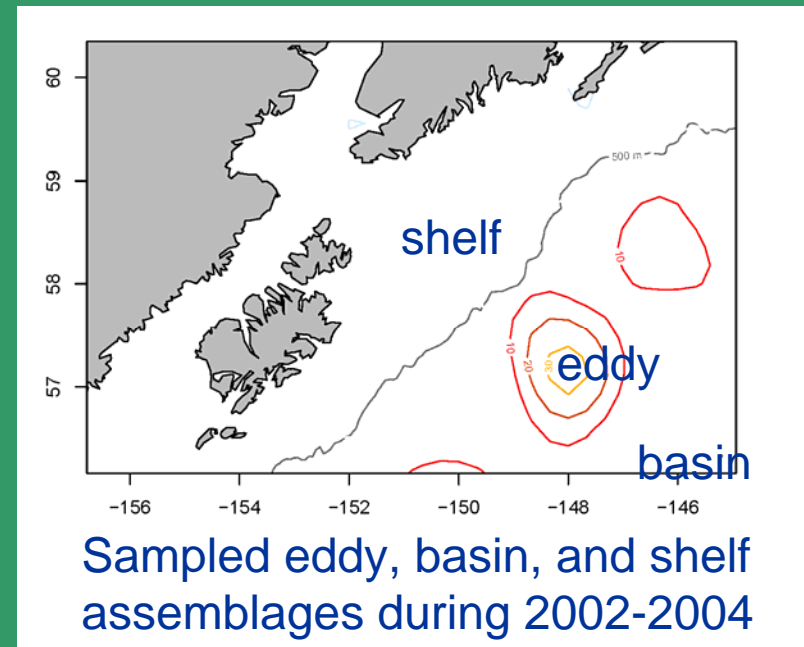 60
59
58
57
500 m
shelf
10
10
20
30
eddy
basin
−156 −154 −152 −150 −148 −146
Sampled eddy, basin, and shelf
assemblages during 2002-2004